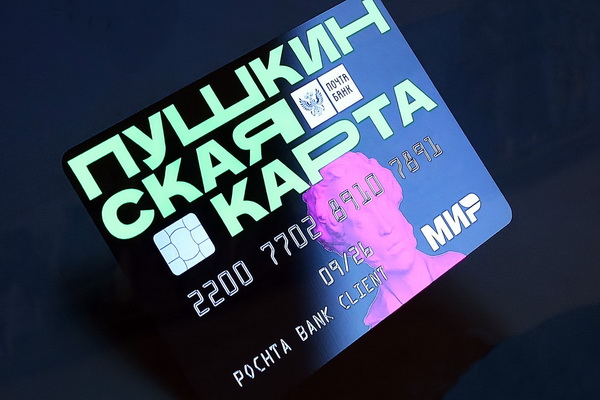 ПУШКИН
СКАЯ
КАРТА
ПОЧТА
БАНК
2200 7702 8910 7891
09/26
POCHTA BANK CLIENT
МИР